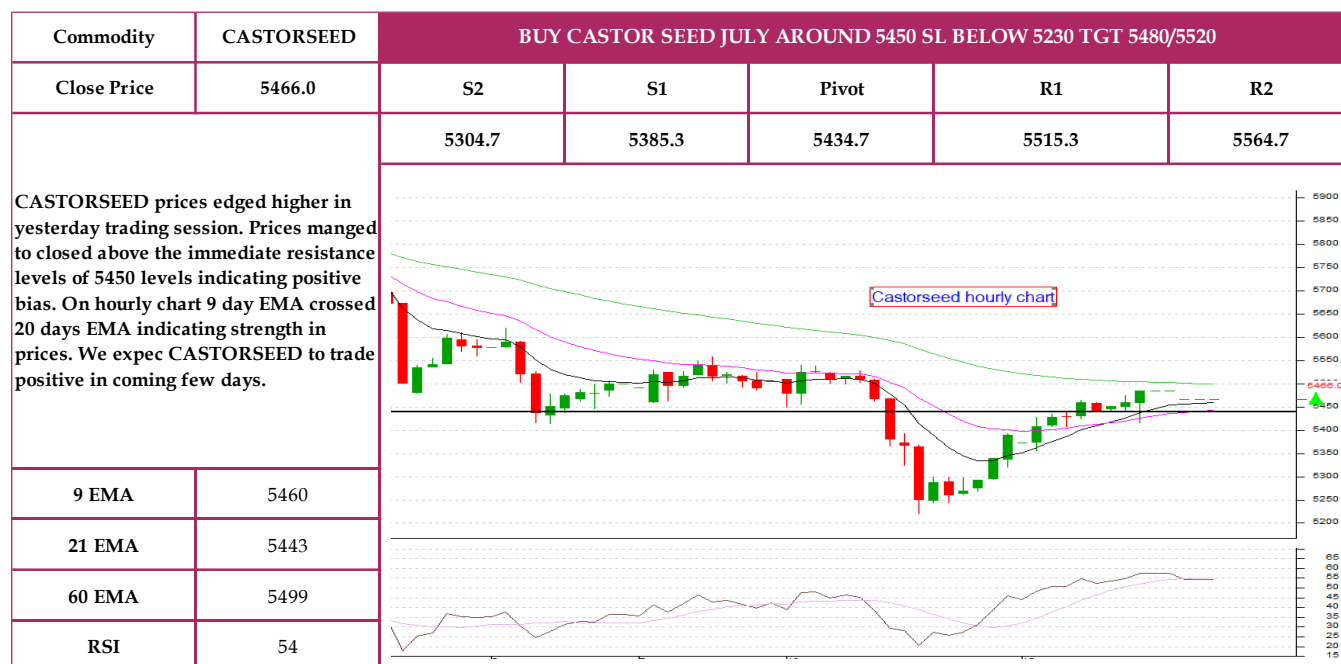 Commodity
CASTORSEED
BUY CASTOR SEED JULY AROUND 5450 SL BELOW 5230 TGT 5480/5520
Close Price
5466.0
S2
S1
Pivot
R1
R2
5304.7
5385.3
5434.7
5515.3
5564.7
CASTORSEED prices edged higher in
yesterday trading session. Prices manged
to closed above the immediate resistance
levels of 5450 levels indicating positive
bias. On hourly chart 9 day EMA crossed
20 days EMA indicating strength in
prices. We expec CASTORSEED to trade
positive in coming few days.
9 EMA
5460
21 EMA
5443
60 EMA
5499
RSI
54
Castorseed hourly chart
5900
5850
5800
5750
5700
5650
5600
5550
5466.0
5450
5400
5350
5300
5250
5200
65
60
55
50
45
40
35
30
25
20
15